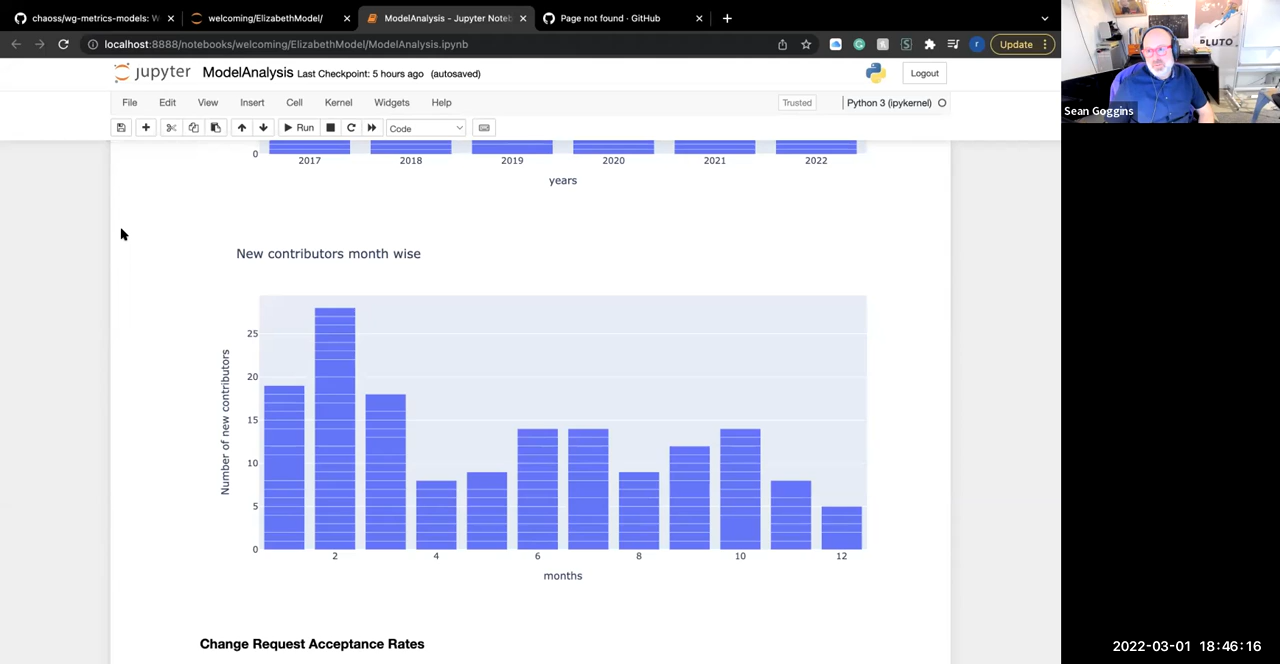 chaoss/wg-metrics-models: W
welcoming/ElizabethModel/
ModelAnalysis - Jupyter Noteb
Page not found · GitHub
localhost:8888/notebooks/welcoming/ElizabethModel/ModelAnalysis.ipynb
Update
jupyter ModelAnalysis Last Checkpoint: 5 hours ago (autosaved)
Logout
File Edit View Insert Cell Kernel Widgets Help
Trusted
Python 3 (ipykernel)
Run
Code
0
2017 2018 2019 2020 2021 2022
years
New contributors month wise
25
20
15
10
5
0
Number of new contributors
2 4 6 8 10 12
months
Change Request Acceptance Rates
PLUTO
Sean Goggins
2022-03-01 18:46:16